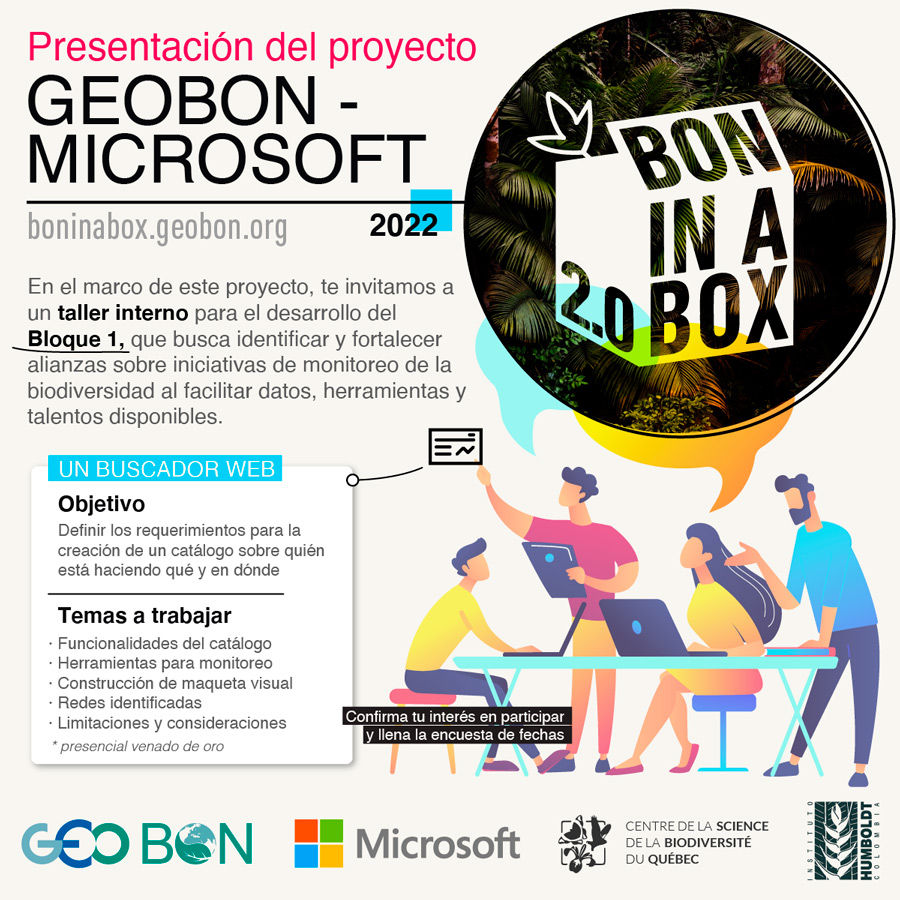 Presentación del proyecto
GEOBON -
MICROSOFT
boninabox.geobon.org
2022
BON
IN A
BOX
2.0
En el marco de este proyecto, te invitamos a
un taller interno para el desarrollo del
Bloque 1, que busca identificar y fortalecer
alianzas sobre iniciativas de monitoreo de la
biodiversidad al facilitar datos, herramientas y
talentos disponibles.
UN BUSCADOR WEB
Objetivo
Definir los requerimientos para la
creación de un catálogo sobre quién
está haciendo qué y en dónde
Temas a trabajar
· Funcionalidades del catálogo
· Herramientas para monitoreo
· Construcción de maqueta visual
· Redes identificadas
· Limitaciones y consideraciones
* presencial venado de oro
Confirma tu interés en participar
y llena la encuesta de fechas
GEO BON
Microsoft
CENTRE DE LA SCIENCE
DE LA BIODIVERSITÉ
DU QUÉBEC
INSTITUTO
HUMBOLDT
COLOMBIA